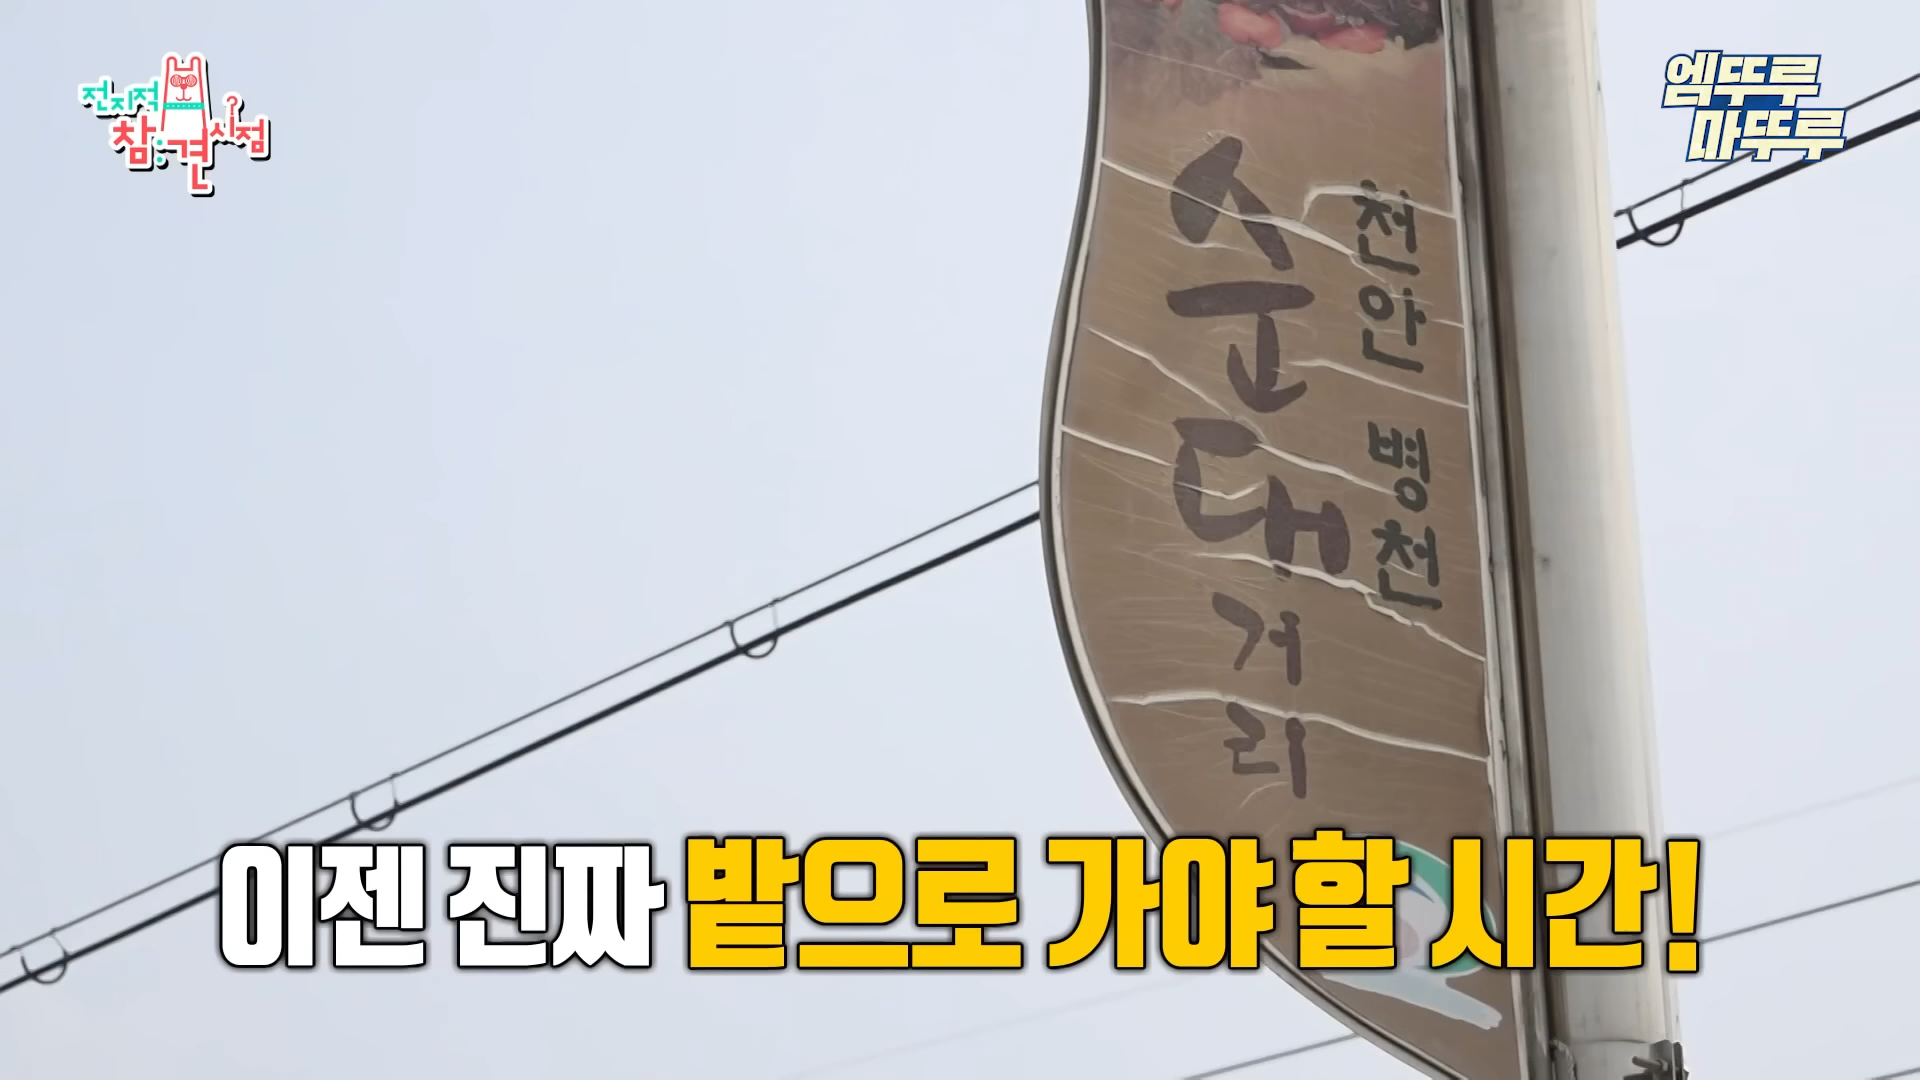 전지적
참견시점
엠뚜루
마뚜루
천안 병천
순대거리
이젠 진짜 밭으로 가야 할 시간!